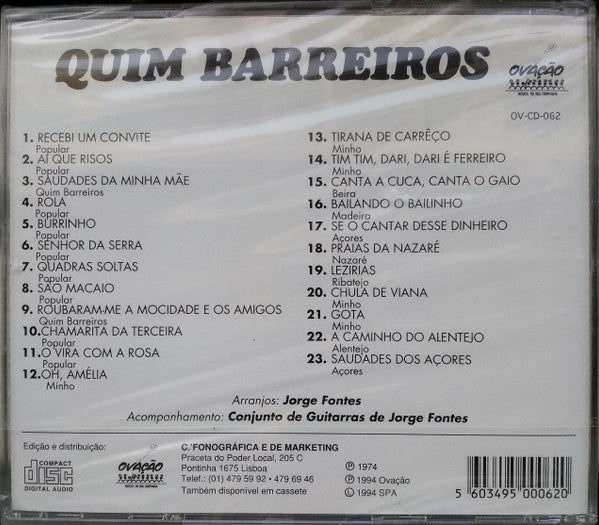 QUIM BARREIROS
OVAÇÃO
OV-CD-062
1. RECEBI UM CONVITE
Popular
2. AI QUE RISOS
Popular
3. SAUDADES DA MINHA MÃE
Quim Barreiros
4. ROLA
Popular
5. BURRINHO
Popular
6. SENHOR DA SERRA
Popular
7. QUADRAS SOLTAS
Popular
8. SÃO MACAIO
Popular
9. ROUBARAM-ME A MOCIDADE E OS AMIGOS
Quim Barreiros
10. CHAMARITA DA TERCEIRA
Popular
11. O VIRA COM A ROSA
Popular
12. OH, AMÉLIA
Minho
13. TIRANA DE CARRÊÇO
Minho
14. TIM TIM, DARI, DARI É FERREIRO
Minho
15. CANTA A CUCA, CANTA O GAIO
Beira
16. BAILANDO O BAILINHO
Madeira
17. SE O CANTAR DESSE DINHEIRO
Açores
18. PRAIAS DA NAZARÉ
Nazaré
19. LEZIRIAS
Ribatejo
20. CHULA DE VIANA
Minho
21. GOTA
Minho
22. A CAMINHO DO ALENTEJO
Alentejo
23. SAUDADES DOS AÇORES
Açores
Arranjos: Jorge Fontes
Acompanhamento: Conjunto de Guitarras de Jorge Fontes
Edição e distribuição:
COMPACT
disc
DIGITAL AUDIO
OVAÇÃO
C. FONOGRÁFICA E DE MARKETING
Praceta do Poder Local, 205 C
Pontinha 1675 Lisboa
Telef.: (01) 479 59 92 • 479 69 46
Também disponível em cassete
℗ 1974
℗ 1994 Ovação
Ⓛ 1994 SPA
5 603495 000620